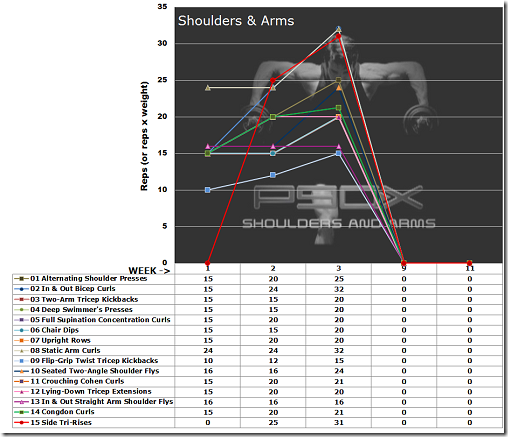 35
Shoulders & Arms
30
25
20
15
10
5
0
Reps (or reps x weight)
P90X
SHOULDERS AND ARMS
WEEK -> 1 2 3 9 11
01 Alternating Shoulder Presses 15 20 25 0 0
02 In & Out Bicep Curls 15 24 32 0 0
03 Two-Arm Tricep Kickbacks 15 15 20 0 0
04 Deep Swimmer's Presses 15 20 20 0 0
05 Full Supination Concentration Curls 15 20 20 0 0
06 Chair Dips 15 15 20 0 0
07 Upright Rows 15 20 20 0 0
08 Static Arm Curls 24 24 32 0 0
09 Flip-Grip Twist Tricep Kickbacks 10 12 15 0 0
10 Seated Two-Angle Shoulder Flys 16 16 24 0 0
11 Crouching Cohen Curls 15 20 21 0 0
12 Lying-Down Tricep Extensions 15 20 20 0 0
13 In & Out Straight Arm Shoulder Flys 16 16 16 0 0
14 Congdon Curls 15 20 21 0 0
15 Side Tri-Rises 0 25 31 0 0